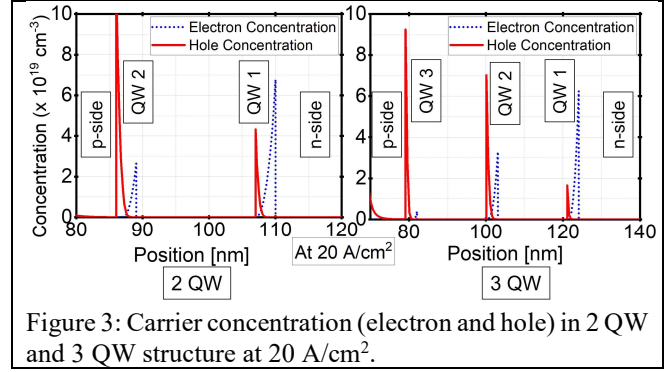 Concentration (x 10¹⁹ cm⁻³)
10
8
6
4
2
0
Electron Concentration
Hole Concentration
p-side
QW 2
QW 1
n-side
80 90 100 110 120
Position [nm]
2 QW
At 20 A/cm²
10
8
6
4
2
0
Electron Concentration
Hole Concentration
p-side
QW 3
QW 2
QW 1
n-side
80 100 120 140
Position [nm]
3 QW
Figure 3: Carrier concentration (electron and hole) in 2 QW
and 3 QW structure at 20 A/cm².